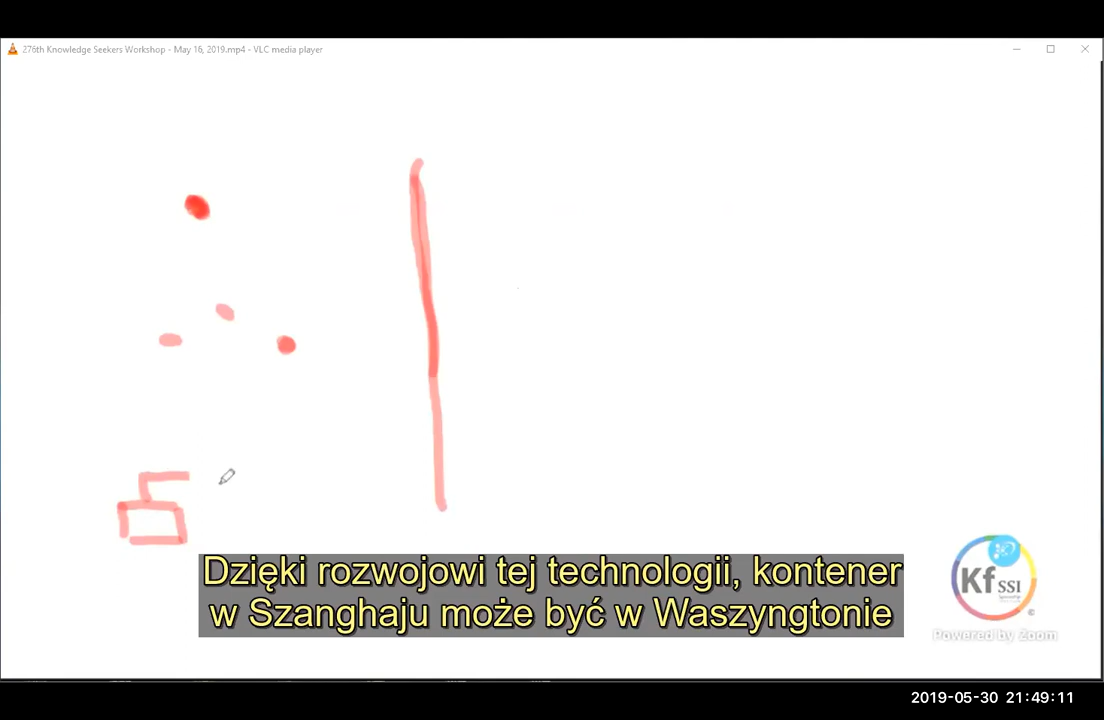 276th Knowledge Seekers Workshop - May 16, 2019.mp4 - VLC media player
Dzięki rozwojowi tej technologii, kontener
w Szanghaju może być w Waszyngtonie
Kf SSI
Powered by Zoom
2019-05-30 21:49:11